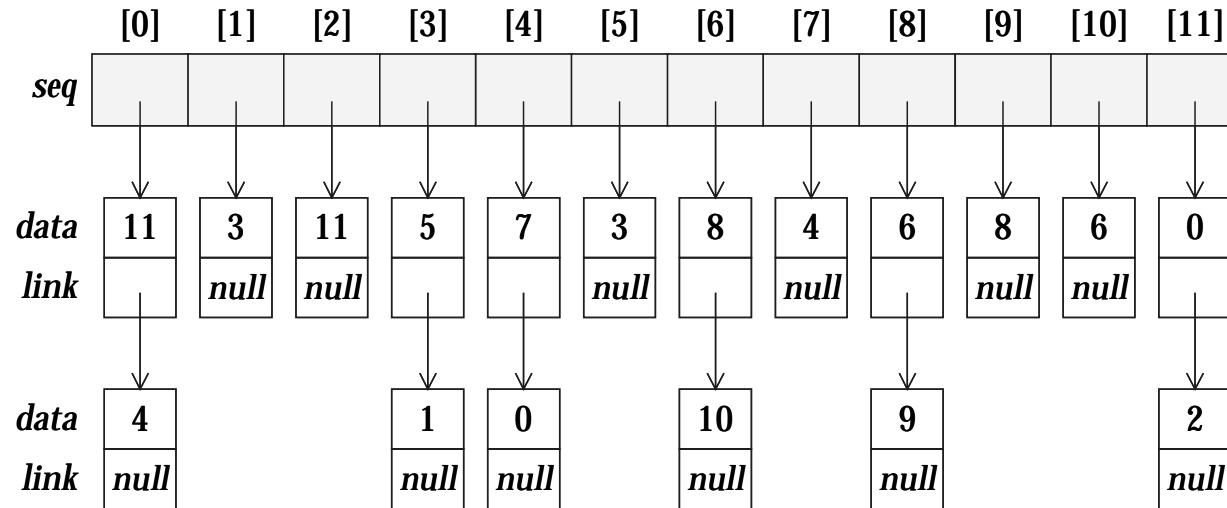 [0] [1] [2] [3] [4] [5] [6] [7] [8] [9] [10] [11]
seq
data 11 3 11 5 7 3 8 4 6 8 6 0
link null null null null null null
data 4 1 0 10 9 2
link null null null null null null